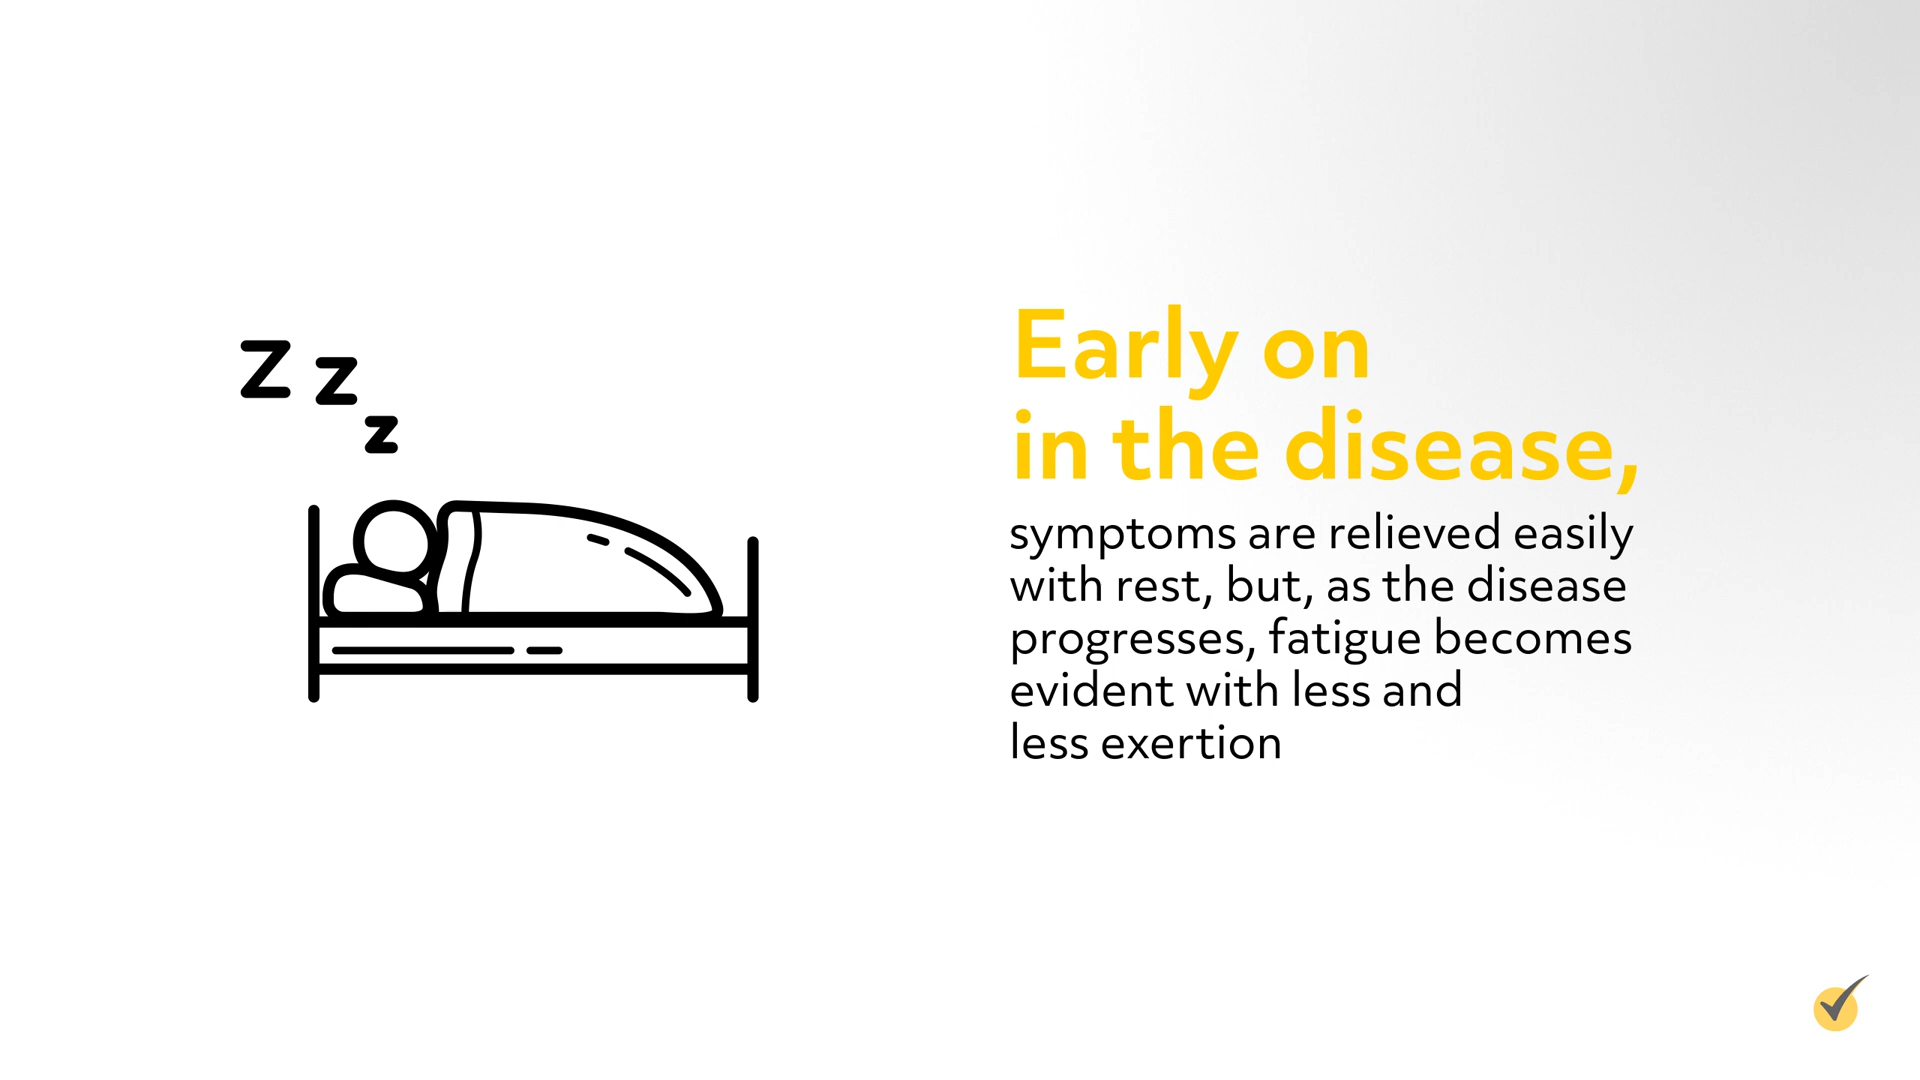 Z z z
Early on
in the disease,
symptoms are relieved easily
with rest, but, as the disease
progresses, fatigue becomes
evident with less and
less exertion